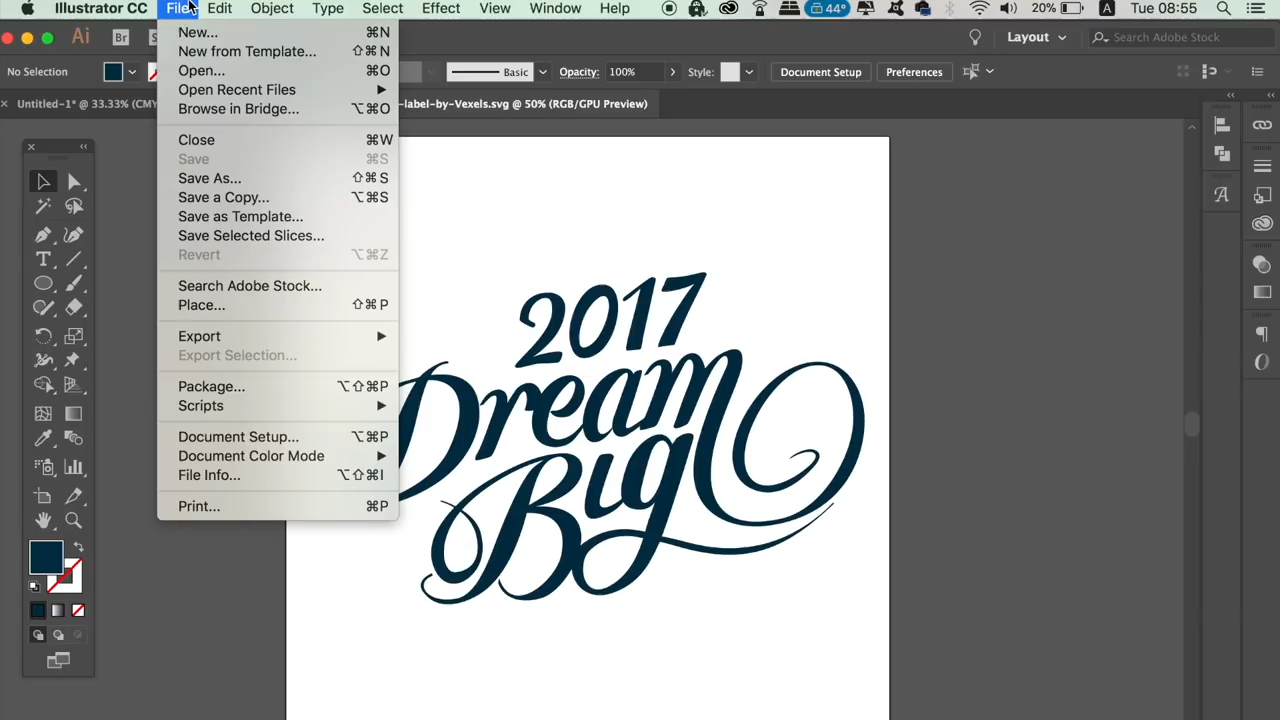 Illustrator CC File Edit Object Type Select Effect View Window Help 44° 20% A Tue 08:55
Ai Br Layout Search Adobe Stock
No Selection Basic Opacity: 100% Style: Document Setup Preferences
Untitled-1* @ 33.33% (CMY -label-by-Vexels.svg @ 50% (RGB/GPU Preview)
New... ⌘N
New from Template... ⇧⌘N
Open... ⌘O
Open Recent Files
Browse in Bridge... ⌥⌘O
Close ⌘W
Save ⌘S
Save As... ⇧⌘S
Save a Copy... ⌥⌘S
Save as Template...
Save Selected Slices...
Revert ⌥⌘Z
Search Adobe Stock...
Place... ⇧⌘P
Export
Export Selection...
Package... ⌥⇧⌘P
Scripts
Document Setup... ⌥⌘P
Document Color Mode
File Info... ⌥⇧⌘I
Print... ⌘P
2017
Dream
Big